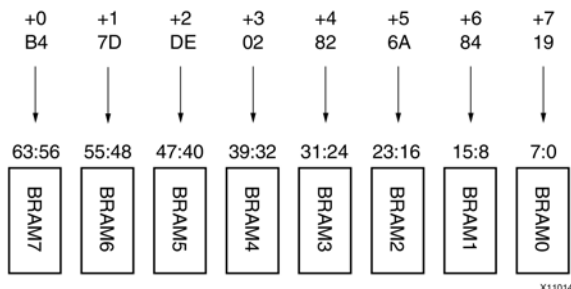 +0 +1 +2 +3 +4 +5 +6 +7
B4 7D DE 02 82 6A 84 19
63:56 55:48 47:40 39:32 31:24 23:16 15:8 7:0
BRAM7 BRAM6 BRAM5 BRAM4 BRAM3 BRAM2 BRAM1 BRAM0
X11014